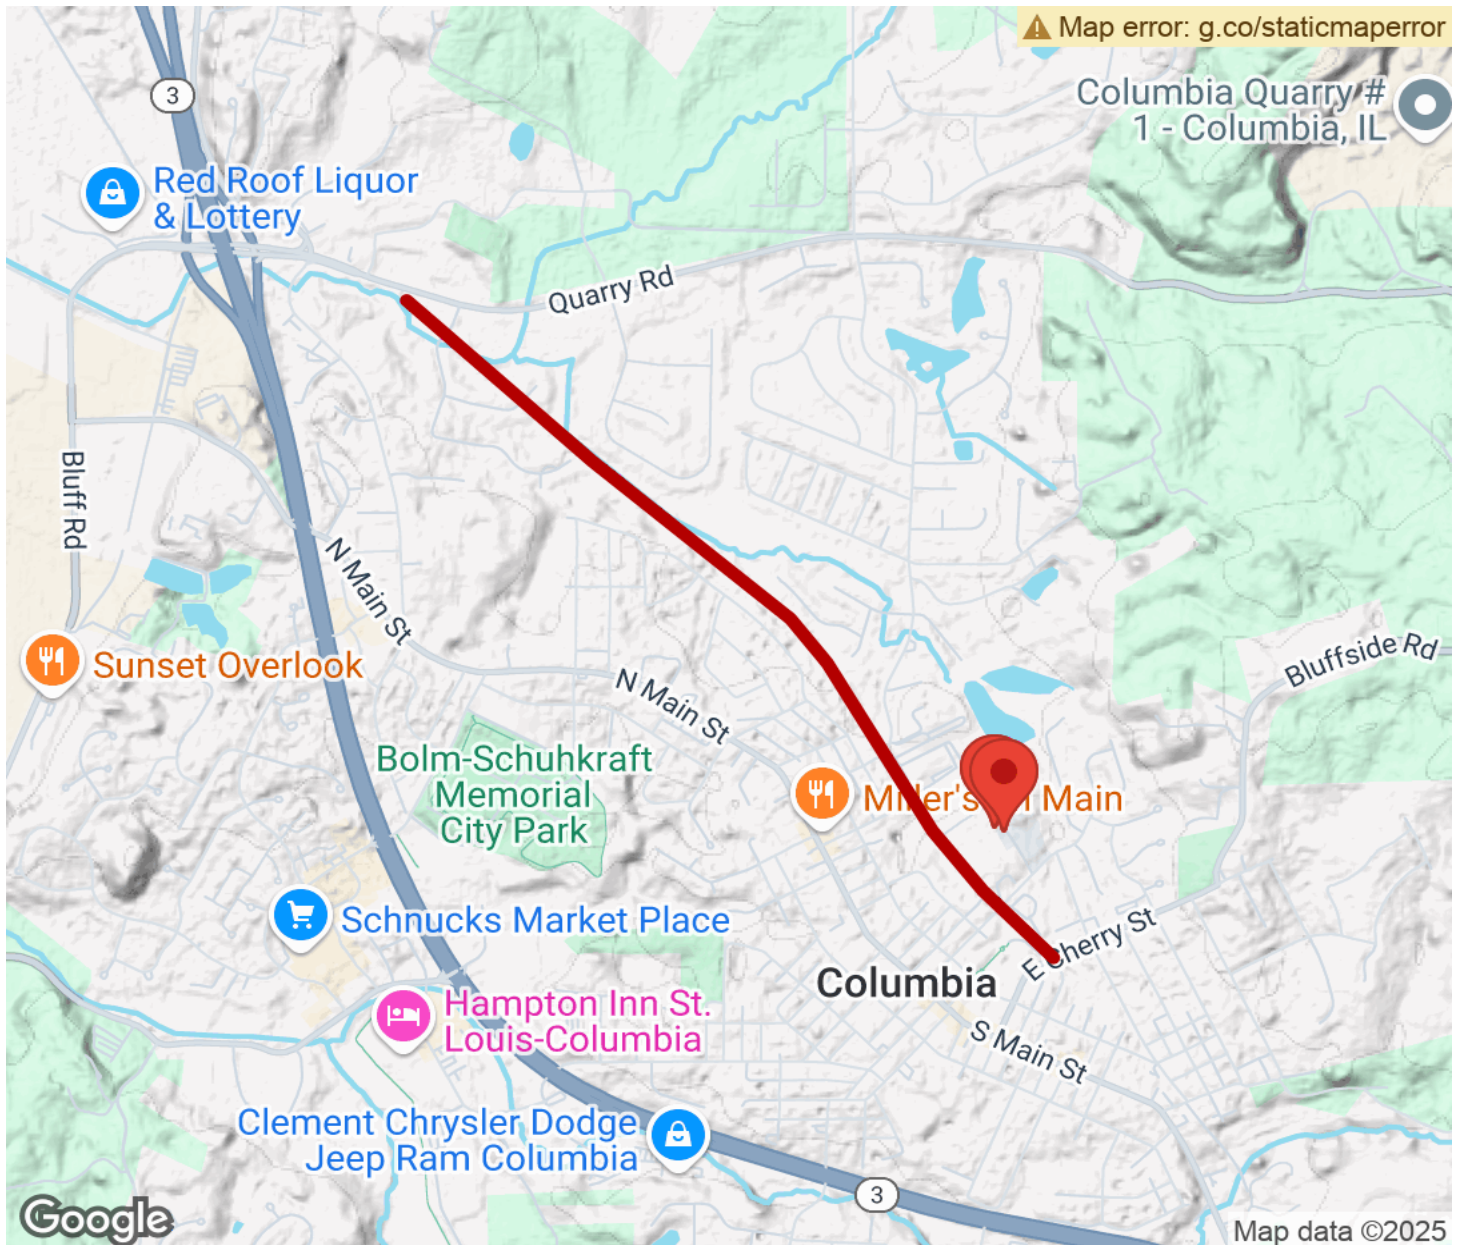 Map error: g.co/staticmaperror
3
Columbia Quarry #
1 - Columbia, IL
Red Roof Liquor
& Lottery
Quarry Rd
Bluff Rd
N Main St
Sunset Overlook
N Main St
Bluffside Rd
Bolm-Schuhkraft
Memorial
City Park
Main
Schnucks Market Place
E Cherry St
Columbia
Hampton Inn St.
Louis-Columbia
S Main St
Clement Chrysler Dodge
Jeep Ram Columbia
3
Google
Map data ©2025